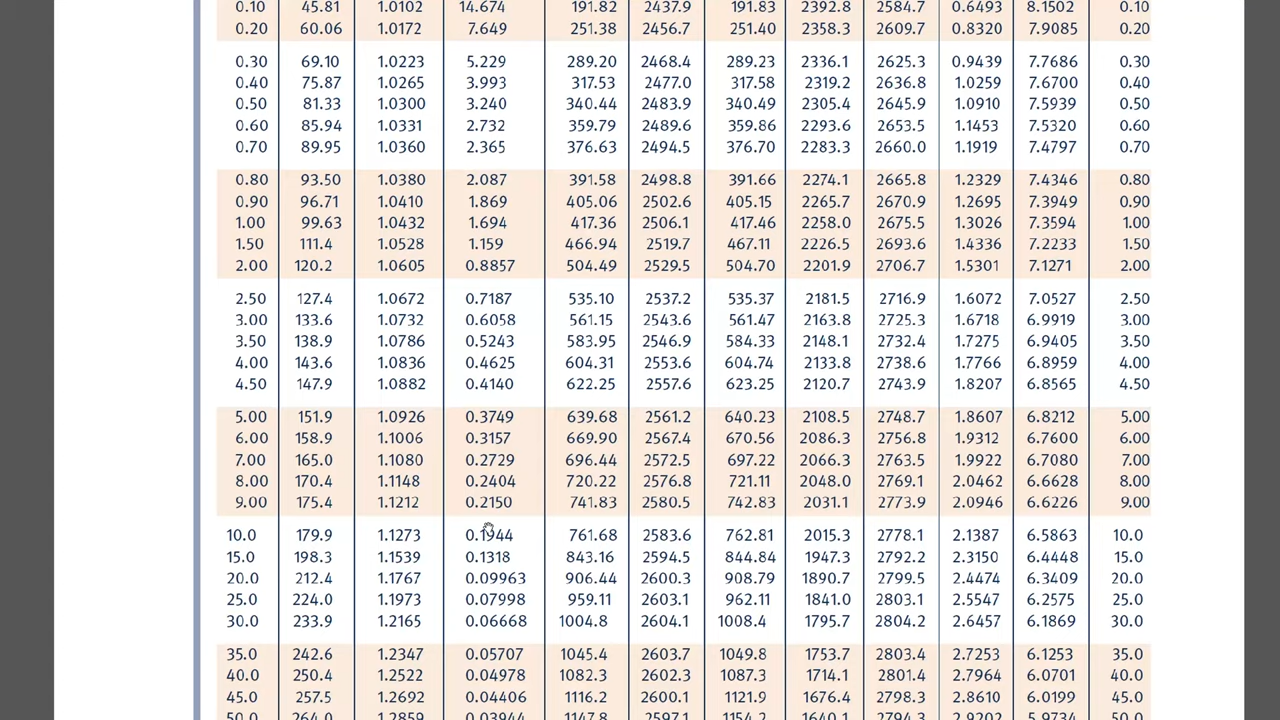 0.10 45.81 1.0102 14.674 191.82 2437.9 191.83 2392.8 2584.7 0.6493 8.1502 0.10
0.20 60.06 1.0172 7.649 251.38 2456.7 251.40 2358.3 2609.7 0.8320 7.9085 0.20
0.30 69.10 1.0223 5.229 289.20 2468.4 289.23 2336.1 2625.3 0.9439 7.7686 0.30
0.40 75.87 1.0265 3.993 317.53 2477.0 317.58 2319.2 2636.8 1.0259 7.6700 0.40
0.50 81.33 1.0300 3.240 340.44 2483.9 340.49 2305.4 2645.9 1.0910 7.5939 0.50
0.60 85.94 1.0331 2.732 359.79 2489.6 359.86 2293.6 2653.5 1.1453 7.5320 0.60
0.70 89.95 1.0360 2.365 376.63 2494.5 376.70 2283.3 2660.0 1.1919 7.4797 0.70
0.80 93.50 1.0380 2.087 391.58 2498.8 391.66 2274.1 2665.8 1.2329 7.4346 0.80
0.90 96.71 1.0410 1.869 405.06 2502.6 405.15 2265.7 2670.9 1.2695 7.3949 0.90
1.00 99.63 1.0432 1.694 417.36 2506.1 417.46 2258.0 2675.5 1.3026 7.3594 1.00
1.50 111.4 1.0528 1.159 466.94 2519.7 467.11 2226.5 2693.6 1.4336 7.2233 1.50
2.00 120.2 1.0605 0.8857 504.49 2529.5 504.70 2201.9 2706.7 1.5301 7.1271 2.00
2.50 127.4 1.0672 0.7187 535.10 2537.2 535.37 2181.5 2716.9 1.6072 7.0527 2.50
3.00 133.6 1.0732 0.6058 561.15 2543.6 561.47 2163.8 2725.3 1.6718 6.9919 3.00
3.50 138.9 1.0786 0.5243 583.95 2546.9 584.33 2148.1 2732.4 1.7275 6.9405 3.50
4.00 143.6 1.0836 0.4625 604.31 2553.6 604.74 2133.8 2738.6 1.7766 6.8959 4.00
4.50 147.9 1.0882 0.4140 622.25 2557.6 623.25 2120.7 2743.9 1.8207 6.8565 4.50
5.00 151.9 1.0926 0.3749 639.68 2561.2 640.23 2108.5 2748.7 1.8607 6.8212 5.00
6.00 158.9 1.1006 0.3157 669.90 2567.4 670.56 2086.3 2756.8 1.9312 6.7600 6.00
7.00 165.0 1.1080 0.2729 696.44 2572.5 697.22 2066.3 2763.5 1.9922 6.7080 7.00
8.00 170.4 1.1148 0.2404 720.22 2576.8 721.11 2048.0 2769.1 2.0462 6.6628 8.00
9.00 175.4 1.1212 0.2150 741.83 2580.5 742.83 2031.1 2773.9 2.0946 6.6226 9.00
10.0 179.9 1.1273 0.1944 761.68 2583.6 762.81 2015.3 2778.1 2.1387 6.5863 10.0
15.0 198.3 1.1539 0.1318 843.16 2594.5 844.84 1947.3 2792.2 2.3150 6.4448 15.0
20.0 212.4 1.1767 0.09963 906.44 2600.3 908.79 1890.7 2799.5 2.4474 6.3409 20.0
25.0 224.0 1.1973 0.07998 959.11 2603.1 962.11 1841.0 2803.1 2.5547 6.2575 25.0
30.0 233.9 1.2165 0.06668 1004.8 2604.1 1008.4 1795.7 2804.2 2.6457 6.1869 30.0
35.0 242.6 1.2347 0.05707 1045.4 2603.7 1049.8 1753.7 2803.4 2.7253 6.1253 35.0
40.0 250.4 1.2522 0.04978 1082.3 2602.3 1087.3 1714.1 2801.4 2.7964 6.0701 40.0
45.0 257.5 1.2692 0.04406 1116.2 2600.1 1121.9 1676.4 2798.3 2.8610 6.0199 45.0
50.0 264.0 1.2859 0.03944 1147.8 2597.1 1154.2 1640.1 2794.3 2.9202 5.9734 50.0